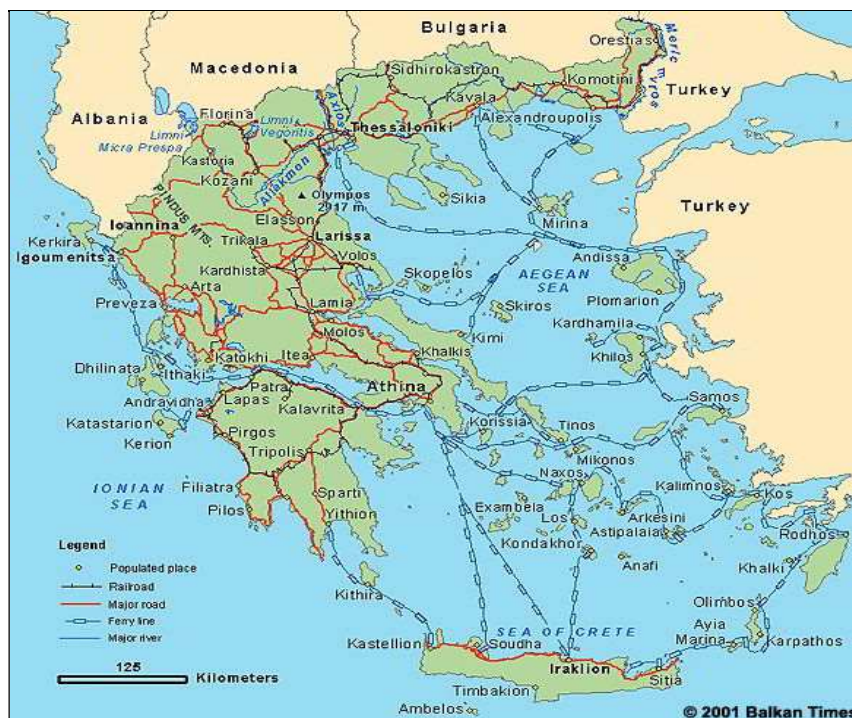 Bulgaria
Macedonia
Albania
Turkey
Turkey
Orestias
Meric
Sidhirokastron
Komotini
Kavala
Alexandroupolis
Axios
Thessaloniki
Florina
Limni
Vegoritis
Limni
Micra Prespa
Kastoria
Kozani
Aliakmon
Olympos
2917 m
Sikia
Mirina
PINDUS MTS.
Elasson
Ioannina
Kerkira
Igoumenitsa
Trikala
Larissa
Volos
Kardhista
Andissa
AEGEAN
SEA
Skopelos
Plomarion
Arta
Preveza
Lamia
Skiros
Kardhamila
Molos
Kimi
Khilos
Katokhi
Itea
Khalkis
Dhilinata
Ithaki
Athina
Patra
Lapas
Andravidha
Kalavrita
Samos
Katastarion
Kerion
Korissia
Tinos
Pirgos
Mikonos
Tripolis
Naxos
Kalimnos
Kos
IONIAN
SEA
Filiatra
Sparti
Exambela
Pilos
Yithion
Los
Arkesini
Astipalaia
Rodhos
Kondakhor
Anafi
Khalki
Legend
Populated place
Railroad
Major road
Ferry line
Major river
Kithira
Olimbos
Ayia
Marina
Karpathos
SEA OF CRETE
Kastellion
Soudha
Iraklion
Sitia
125
Kilometers
Timbakion
Ambelos
© 2001 Balkan Times